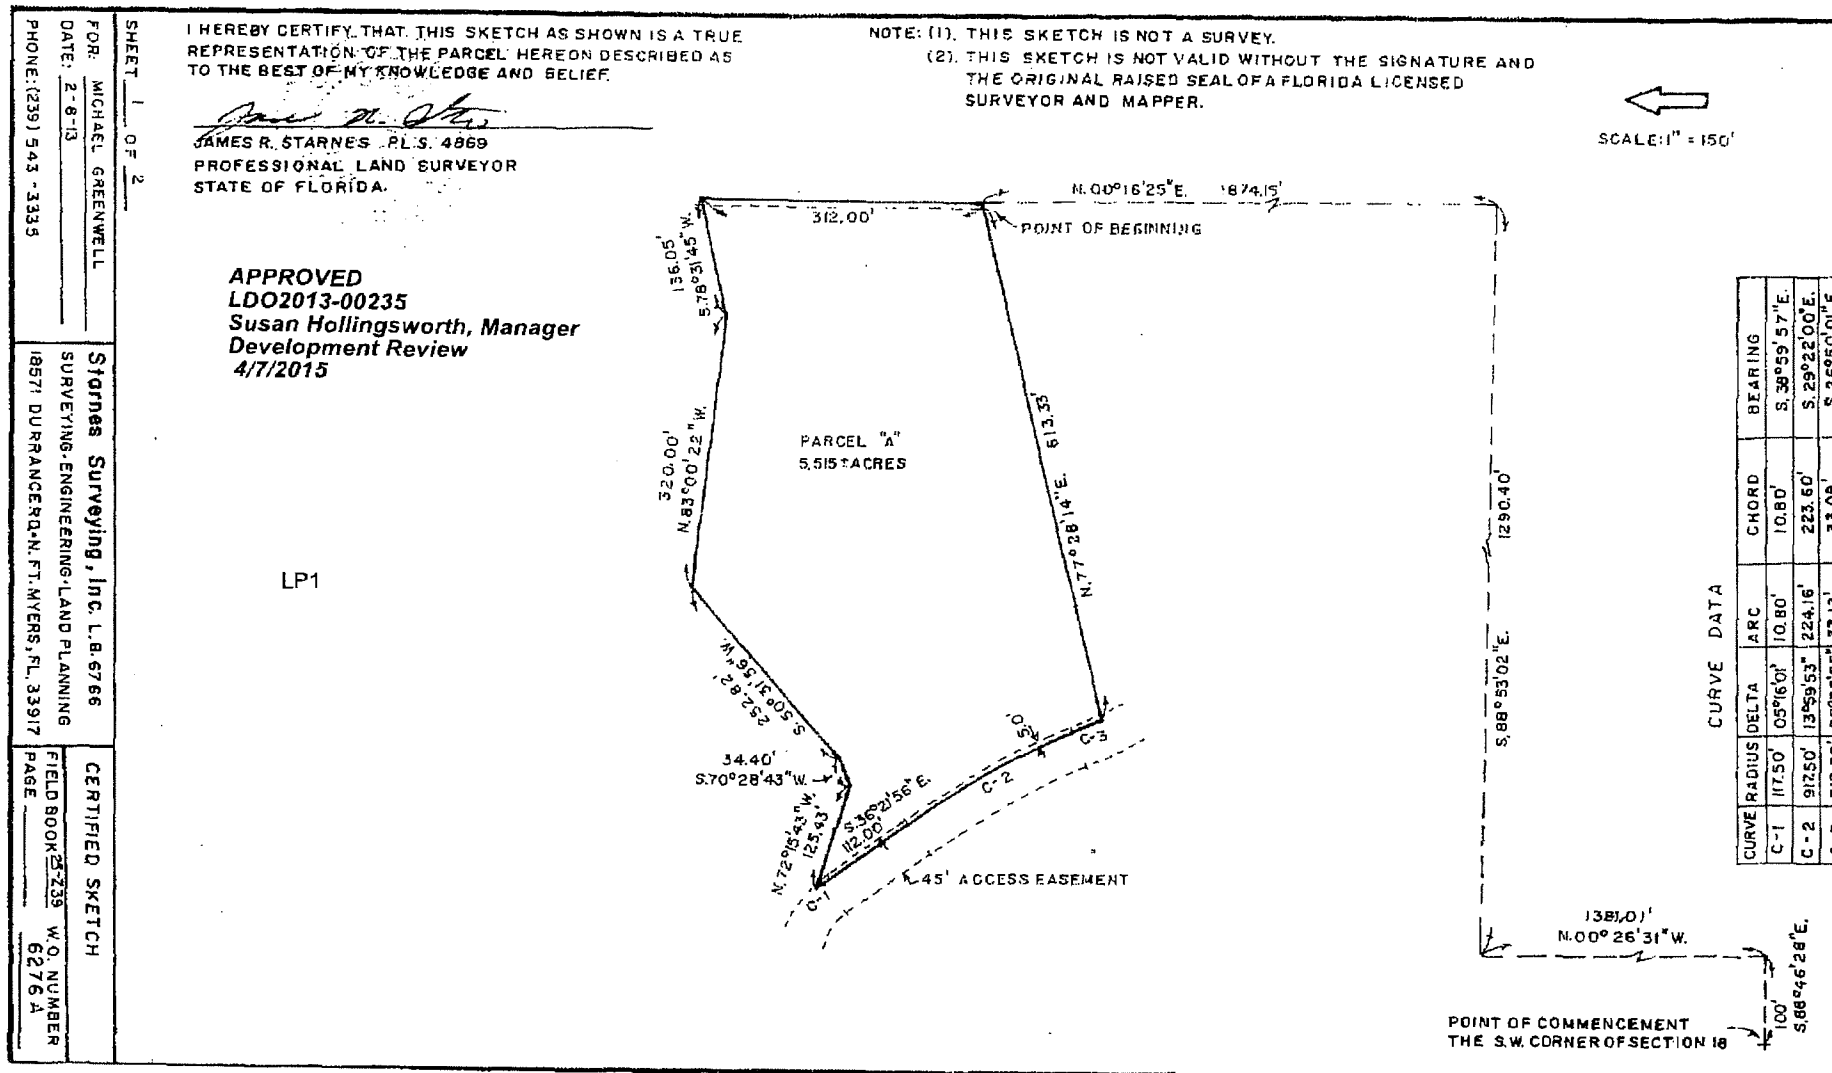 I HEREBY CERTIFY THAT THIS SKETCH AS SHOWN IS A TRUE
REPRESENTATION OF THE PARCEL HEREON DESCRIBED AS
TO THE BEST OF MY KNOWLEDGE AND BELIEF.
JAMES R. STARNES P.L.S. 4869
PROFESSIONAL LAND SURVEYOR
STATE OF FLORIDA.
NOTE: (1). THIS SKETCH IS NOT A SURVEY.
(2). THIS SKETCH IS NOT VALID WITHOUT THE SIGNATURE AND
THE ORIGINAL RAISED SEAL OF A FLORIDA LICENSED
SURVEYOR AND MAPPER.
SCALE: 1" = 150'
APPROVED
LDO2013-00235
Susan Hollingsworth, Manager
Development Review
4/7/2015
LP1
N. 00°16'25"E. 1874.15'
312.00'
POINT OF BEGINNING
136.05'
S.78°31'45"W.
320.00'
N.83°00'22"W.
PARCEL "A"
5.515± ACRES
N.77°28'14"E. 613.33'
252.82'
S.50°31'56"W.
34.40'
S.70°28'43"W.
N.72°15'43"W.
125.43'
S.36°21'56"E.
112.00'
5.0'
C-1
C-2
C-3
45' ACCESS EASEMENT
1290.40'
S.88°53'02"E.
1381.01'
N.00°26'31"W.
100'
S.88°46'28"E.
POINT OF COMMENCEMENT
THE S.W. CORNER OF SECTION 18
CURVE DATA
CURVE RADIUS DELTA ARC CHORD BEARING
C-1 117.50' 05°16'01" 10.80' 10.80' S.38°59'57"E.
C-2 917.50' 13°59'53" 224.16' 223.60' S.29°22'00"E.
SHEET 1 OF 2
FOR: MICHAEL GREENWELL
DATE: 2-8-13
PHONE:(239) 543-3335
Starnes Surveying, Inc. L.B.6766
SURVEYING·ENGINEERING·LAND PLANNING
18571 DURRANCE RD.·N. FT. MYERS, FL. 33917
CERTIFIED SKETCH
FIELD BOOK 25-239 W.O. NUMBER
PAGE 6276 A